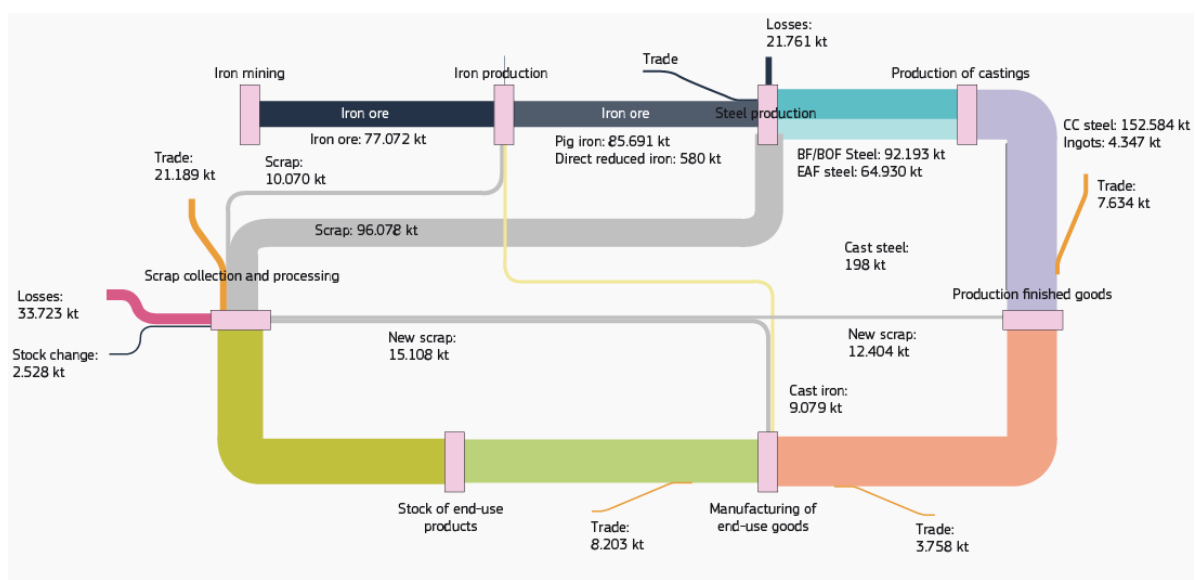 Losses:
21.761 kt
Trade
Iron mining
Iron production
Production of castings
Iron ore
Iron ore
Steel production
Iron ore: 77.072 kt
Pig iron: 85.691 kt
Direct reduced iron: 580 kt
CC steel: 152.584 kt
Ingots: 4.347 kt
BF/BOF Steel: 92.193 kt
EAF steel: 64.930 kt
Trade:
21.189 kt
Scrap:
10.070 kt
Trade:
7.634 kt
Scrap: 96.078 kt
Cast steel:
198 kt
Scrap collection and processing
Production finished goods
Losses:
33.723 kt
New scrap:
15.108 kt
New scrap:
12.404 kt
Stock change:
2.528 kt
Cast iron:
9.079 kt
Stock of end-use
products
Manufacturing of
end-use goods
Trade:
8.203 kt
Trade:
3.758 kt